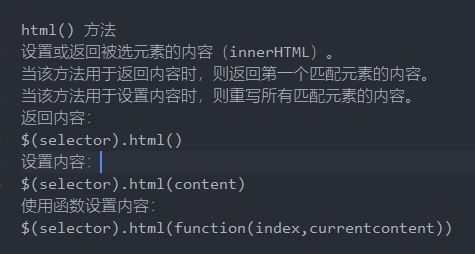 html() 方法
设置或返回被选元素的内容（innerHTML）。
当该方法用于返回内容时，则返回第一个匹配元素的内容。
当该方法用于设置内容时，则重写所有匹配元素的内容。
返回内容：
$(selector).html()
设置内容：
$(selector).html(content)
使用函数设置内容：
$(selector).html(function(index,currentcontent))